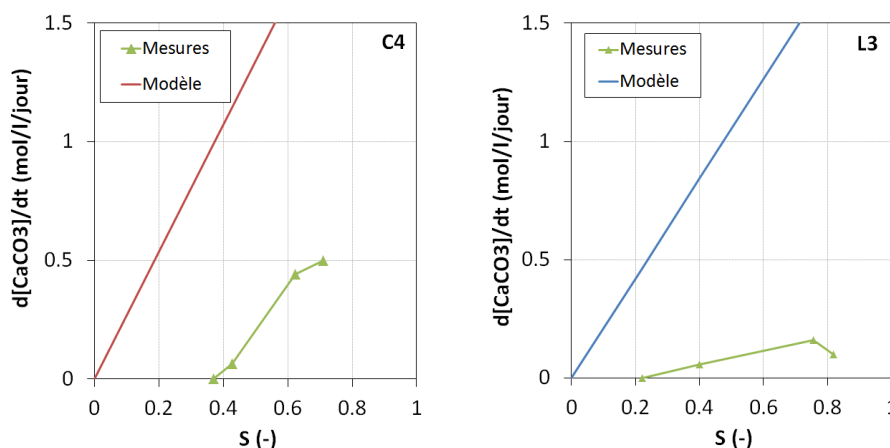 C4
Mesures
Modèle
d[CaCO3]/dt (mol/l/jour)
1.5
1
0.5
0
0 0.2 0.4 0.6 0.8 1
S (-)
L3
Mesures
Modèle
d[CaCO3]/dt (mol/l/jour)
1.5
1
0.5
0
0 0.2 0.4 0.6 0.8 1
S (-)